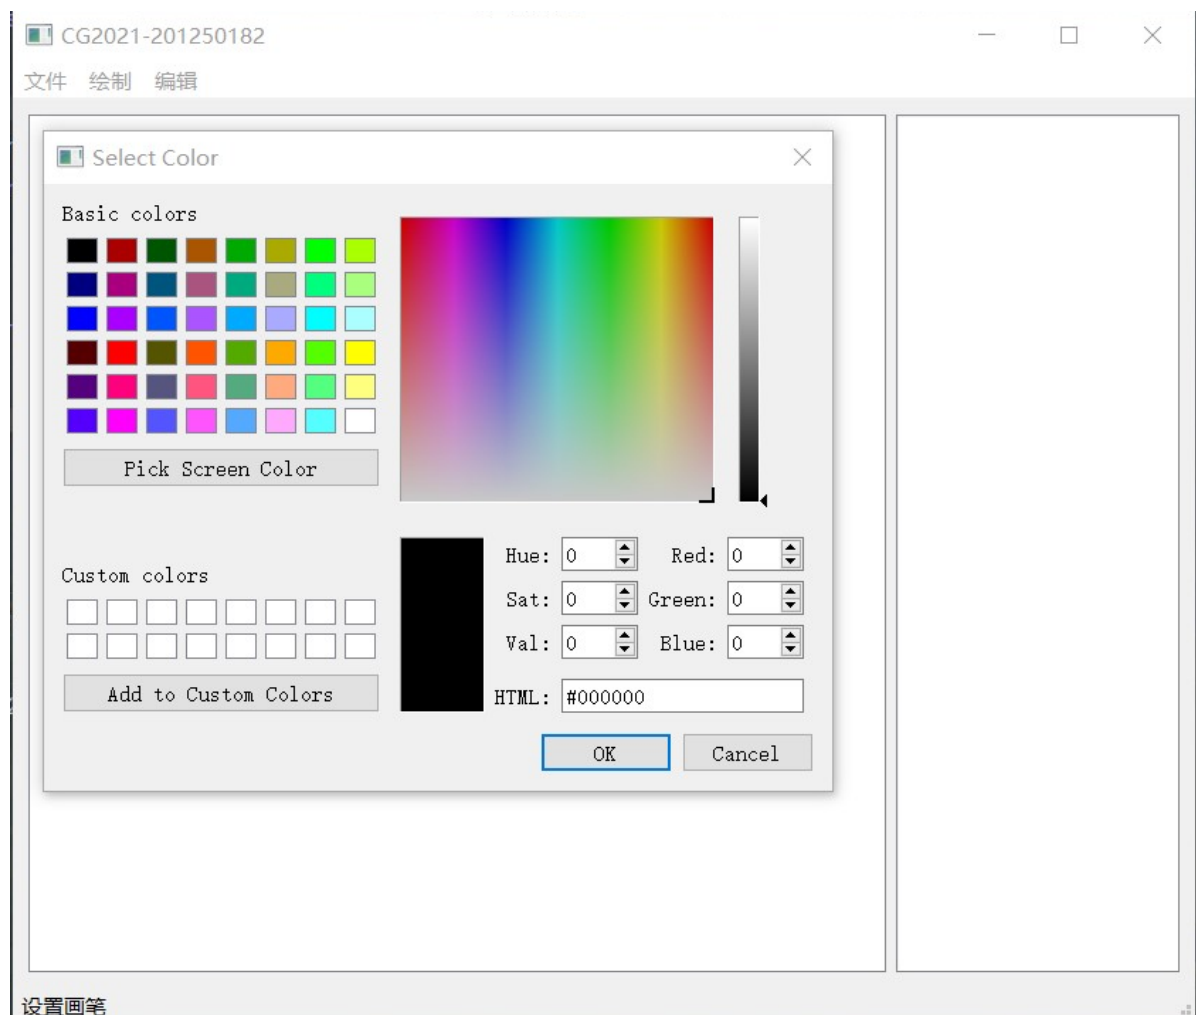 CG2021-201250182
文件 绘制 编辑
Select Color
Basic colors
Pick Screen Color
Custom colors
Add to Custom Colors
Hue: 0 Red: 0
Sat: 0 Green: 0
Val: 0 Blue: 0
HTML: #000000
OK Cancel
设置画笔